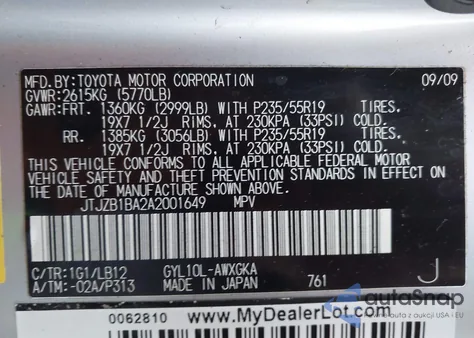 MFD.BY:TOYOTA MOTOR CORPORATION 09/09
GVWR:2615KG (5770LB)
GAWR:FRT. 1360KG (2999LB) WITH P235/55R19 TIRES.
19X7 1/2J RIMS. AT 230KPA(33PSI) COLD.
RR. 1385KG (3056LB) WITH P235/55R19 TIRES.
19X7 1/2J RIMS. AT 230KPA(33PSI) COLD.
THIS VEHICLE CONFORMS TO ALL APPLICABLE FEDERAL MOTOR
VEHICLE SAFETY AND THEFT PREVENTION STANDARDS IN EFFECT
ON THE DATE OF MANUFACTURE SHOWN ABOVE.
JTJZB1BA2A2001649 MPV
C/TR:1G1/LB12 GYL10L-AWXGKA J
A/TM:-02A/P313 MADE IN JAPAN 761
0062810 www.MyDealerLot.com
autoSnap